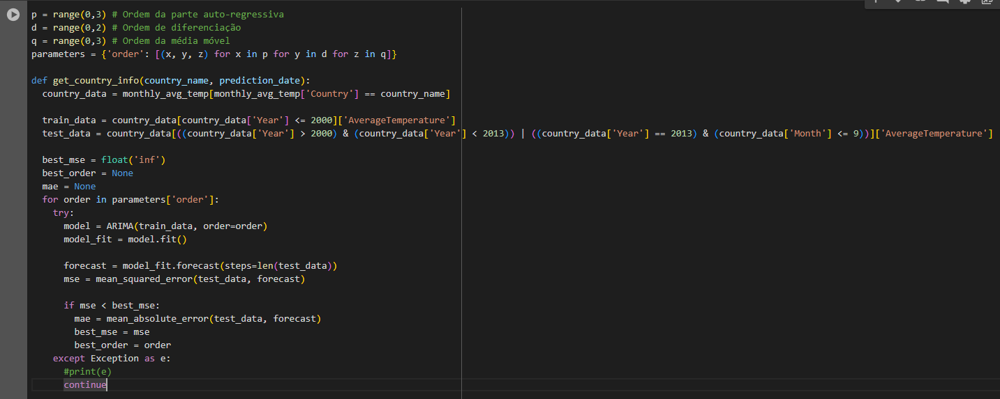 p = range(0,3) # Ordem da parte auto-regressiva
d = range(0,2) # Ordem de diferenciação
q = range(0,3) # Ordem da média móvel
parameters = {'order': [(x, y, z) for x in p for y in d for z in q]}

def get_country_info(country_name, prediction_date):
  country_data = monthly_avg_temp[monthly_avg_temp['Country'] == country_name]

  train_data = country_data[country_data['Year'] <= 2000]['AverageTemperature']
  test_data = country_data[((country_data['Year'] > 2000) & (country_data['Year'] < 2013)) | ((country_data['Year'] == 2013) & (country_data['Month'] <= 9))]['AverageTemperature']

  best_mse = float('inf')
  best_order = None
  mae = None
  for order in parameters['order']:
    try:
      model = ARIMA(train_data, order=order)
      model_fit = model.fit()

      forecast = model_fit.forecast(steps=len(test_data))
      mse = mean_squared_error(test_data, forecast)

      if mse < best_mse:
        mae = mean_absolute_error(test_data, forecast)
        best_mse = mse
        best_order = order
    except Exception as e:
      #print(e)
      continue